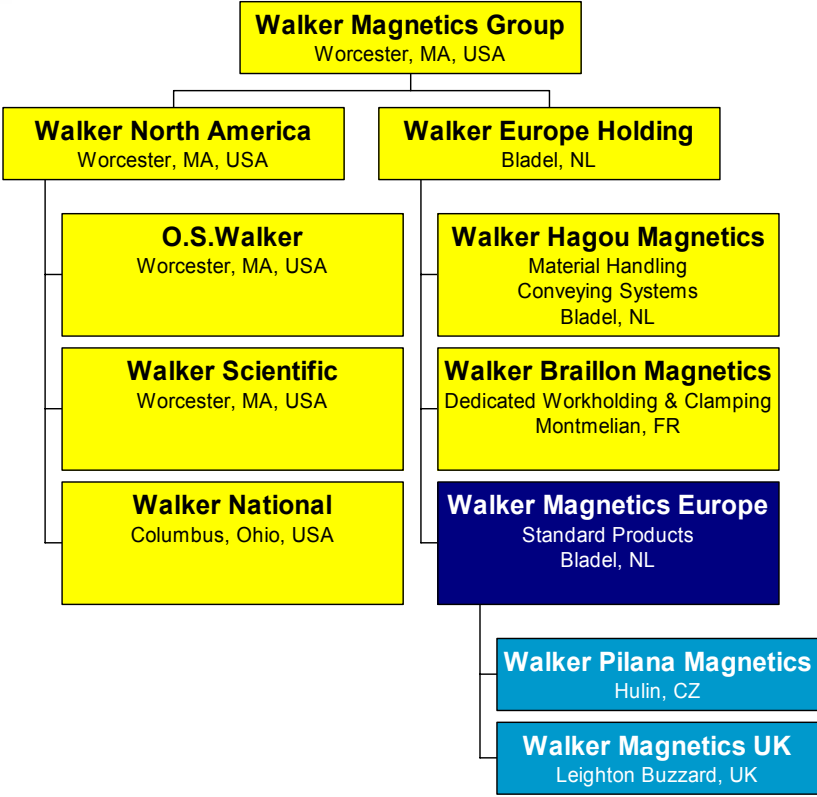 Walker Magnetics Group
Worcester, MA, USA
Walker North America
Worcester, MA, USA
Walker Europe Holding
Bladel, NL
O.S.Walker
Worcester, MA, USA
Walker Scientific
Worcester, MA, USA
Walker National
Columbus, Ohio, USA
Walker Hagou Magnetics
Material Handling
Conveying Systems
Bladel, NL
Walker Braillon Magnetics
Dedicated Workholding & Clamping
Montmelian, FR
Walker Magnetics Europe
Standard Products
Bladel, NL
Walker Pilana Magnetics
Hulin, CZ
Walker Magnetics UK
Leighton Buzzard, UK